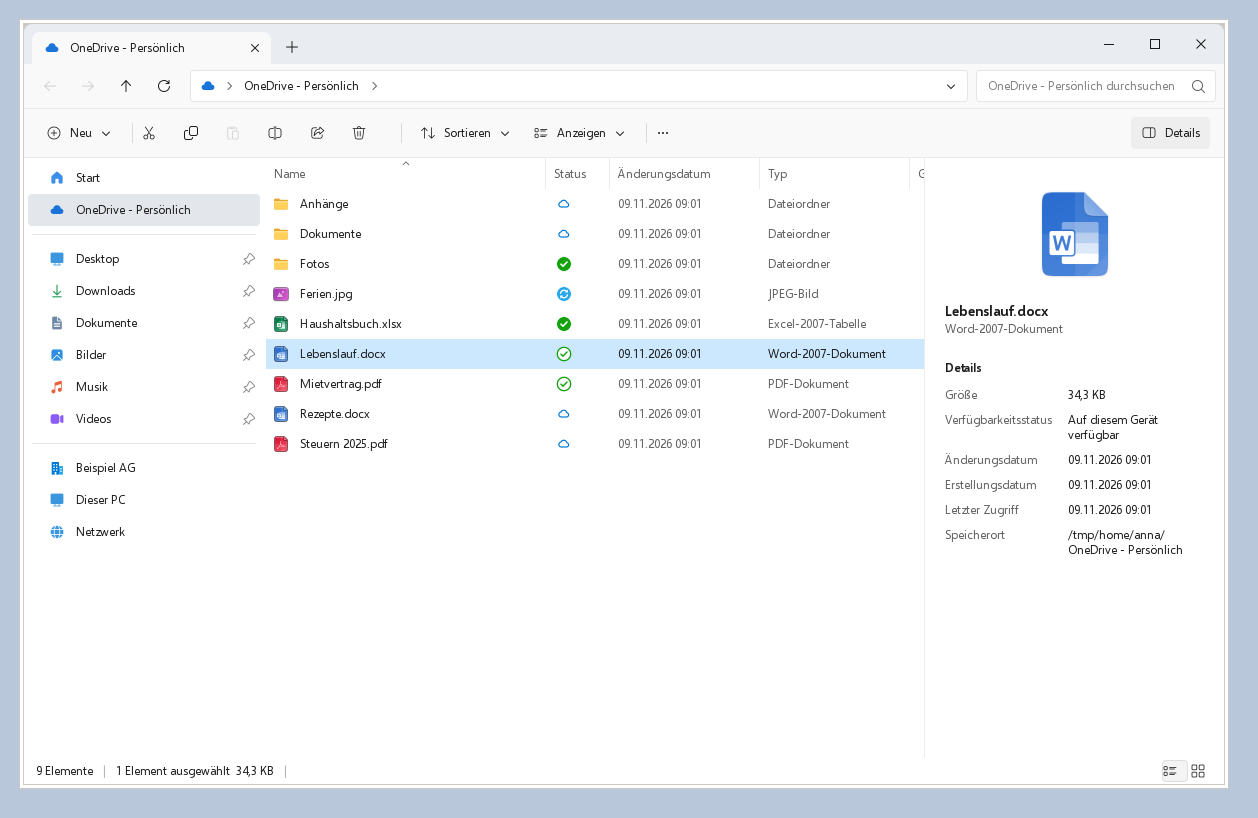 OneDrive - Persönlich
OneDrive - Persönlich
OneDrive - Persönlich durchsuchen
Neu
Sortieren
Anzeigen
Details
Start
OneDrive - Persönlich
Desktop
Downloads
Dokumente
Bilder
Musik
Videos
Beispiel AG
Dieser PC
Netzwerk
Name Status Änderungsdatum Typ
Anhänge 09.11.2026 09:01 Dateiordner
Dokumente 09.11.2026 09:01 Dateiordner
Fotos 09.11.2026 09:01 Dateiordner
Ferien.jpg 09.11.2026 09:01 JPEG-Bild
Haushaltsbuch.xlsx 09.11.2026 09:01 Excel-2007-Tabelle
Lebenslauf.docx 09.11.2026 09:01 Word-2007-Dokument
Mietvertrag.pdf 09.11.2026 09:01 PDF-Dokument
Rezepte.docx 09.11.2026 09:01 Word-2007-Dokument
Steuern 2025.pdf 09.11.2026 09:01 PDF-Dokument
W
Lebenslauf.docx
Word-2007-Dokument
Details
Größe 34,3 KB
Verfügbarkeitsstatus Auf diesem Gerät
verfügbar
Änderungsdatum 09.11.2026 09:01
Erstellungsdatum 09.11.2026 09:01
Letzter Zugriff 09.11.2026 09:01
Speicherort /tmp/home/anna/
OneDrive - Persönlich
9 Elemente 1 Element ausgewählt 34,3 KB